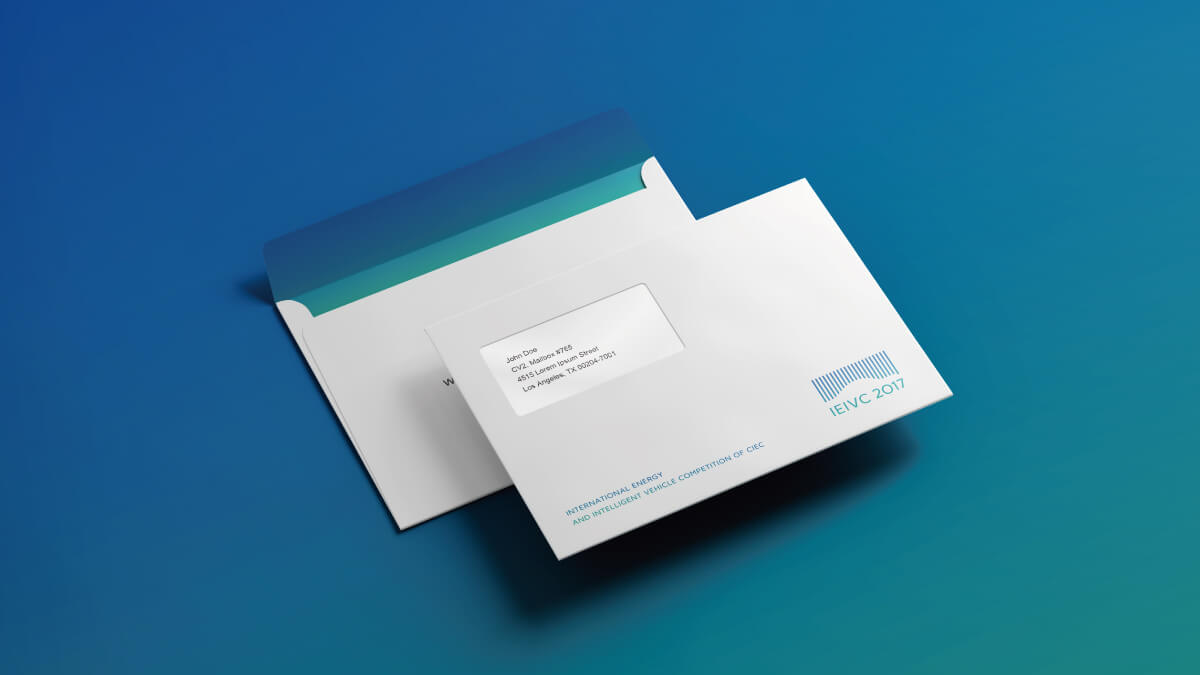 John Doe
CV2. Mailbox #765
4515 Lorem Ipsum Street
Los Angeles, TX 00204-7001
IEIVC 2017
INTERNATIONAL ENERGY
AND INTELLIGENT VEHICLE COMPETITION OF CIEC